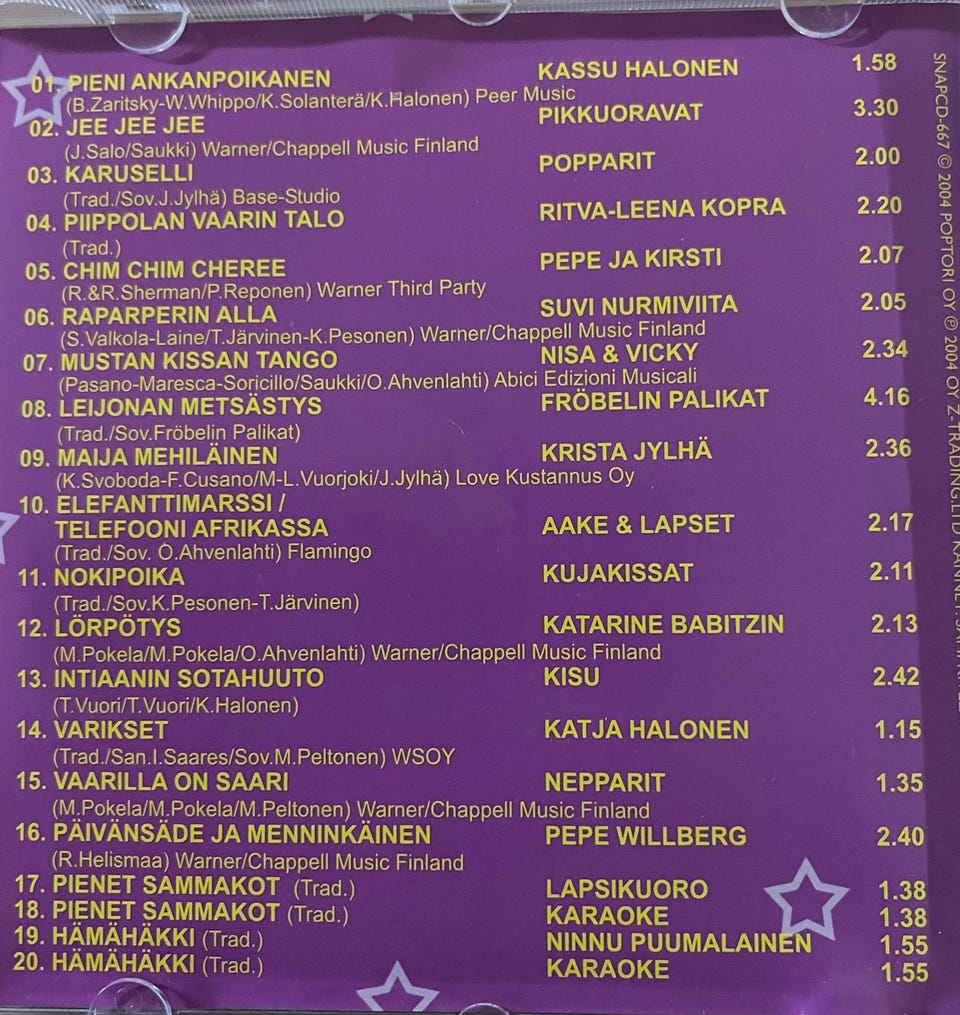 01. PIENI ANKANPOIKANEN KASSU HALONEN 1.58
(B.Zaritsky-W.Whippo/K.Solanterä/K.Halonen) Peer Music
02. JEE JEE JEE PIKKUORAVAT 3.30
(J.Salo/Saukki) Warner/Chappell Music Finland
03. KARUSELLI POPPARIT 2.00
(Trad./Sov.J.Jylhä) Base-Studio
04. PIIPPOLAN VAARIN TALO RITVA-LEENA KOPRA 2.20
(Trad.)
05. CHIM CHIM CHEREE PEPE JA KIRSTI 2.07
(R.&R.Sherman/P.Reponen) Warner Third Party
06. RAPARPERIN ALLA SUVI NURMIVIITA 2.05
(S.Valkola-Laine/T.Järvinen-K.Pesonen) Warner/Chappell Music Finland
07. MUSTAN KISSAN TANGO NISA & VICKY 2.34
(Pasano-Maresca-Soricillo/Saukki/O.Ahvenlahti) Abici Edizioni Musicali
08. LEIJONAN METSÄSTYS FRÖBELIN PALIKAT 4.16
(Trad./Sov.Fröbelin Palikat)
09. MAIJA MEHILÄINEN KRISTA JYLHÄ 2.36
(K.Svoboda-F.Cusano/M-L.Vuorjoki/J.Jylhä) Love Kustannus Oy
10. ELEFANTTIMARSSI /
TELEFOONI AFRIKASSA AAKE & LAPSET 2.17
(Trad./Sov. O.Ahvenlahti) Flamingo
11. NOKIPOIKA KUJAKISSAT 2.11
(Trad./Sov.K.Pesonen-T.Järvinen)
12. LÖRPÖTYS KATARINE BABITZIN 2.13
(M.Pokela/M.Pokela/O.Ahvenlahti) Warner/Chappell Music Finland
13. INTIAANIN SOTAHUUTO KISU 2.42
(T.Vuori/T.Vuori/K.Halonen)
14. VARIKSET KATJA HALONEN 1.15
(Trad./San.I.Saares/Sov.M.Peltonen) WSOY
15. VAARILLA ON SAARI NEPPARIT 1.35
(M.Pokela/M.Pokela/M.Peltonen) Warner/Chappell Music Finland
16. PÄIVÄNSÄDE JA MENNINKÄINEN PEPE WILLBERG 2.40
(R.Helismaa) Warner/Chappell Music Finland
17. PIENET SAMMAKOT (Trad.) LAPSIKUORO 1.38
18. PIENET SAMMAKOT (Trad.) KARAOKE 1.38
19. HÄMÄHÄKKI (Trad.) NINNU PUUMALAINEN 1.55
20. HÄMÄHÄKKI (Trad.) KARAOKE 1.55
SNAPCD-667 © 2004 POPTORI OY ℗ 2004 OY Z-TRADING.LTD